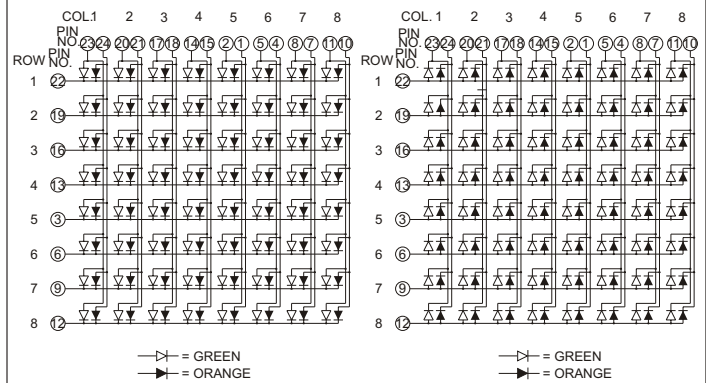 COL.1 2 3 4 5 6 7 8
PIN
NO. 23 24 20 21 17 18 14 15 2 1 5 4 8 7 11 10
ROW PIN
NO.
1 22
2 19
3 16
4 13
5 3
6 6
7 9
8 12
= GREEN
= ORANGE
COL. 1 2 3 4 5 6 7 8
PIN
NO. 23 24 20 21 17 18 14 15 2 1 5 4 8 7 11 10
ROW PIN
NO.
1 22
2 19
3 16
4 13
5 3
6 6
7 9
8 12
= GREEN
= ORANGE